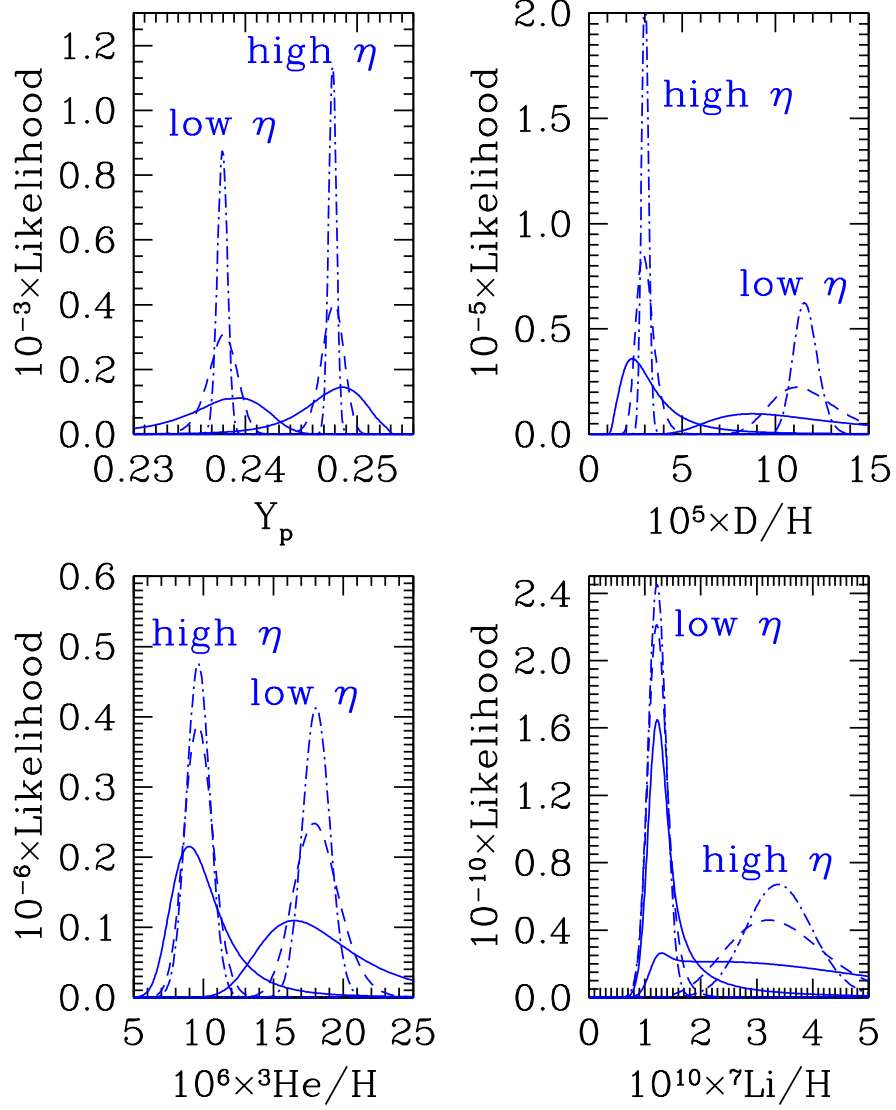 1.2
1.0
0.8
0.6
0.4
0.2
0.0
10⁻³×Likelihood
high η
low η
0.23
0.24
0.25
Y_p
2.0
1.5
1.0
0.5
0.0
10⁻⁵×Likelihood
high η
low η
0
5
10
15
10⁵×D/H
0.6
0.5
0.4
0.3
0.2
0.1
0.0
10⁻⁶×Likelihood
high η
low η
5
10
15
20
25
10⁶×³He/H
2.4
2.0
1.6
1.2
0.8
0.4
0.0
10⁻¹⁰×Likelihood
low η
high η
0
1
2
3
4
5
10¹⁰×⁷Li/H